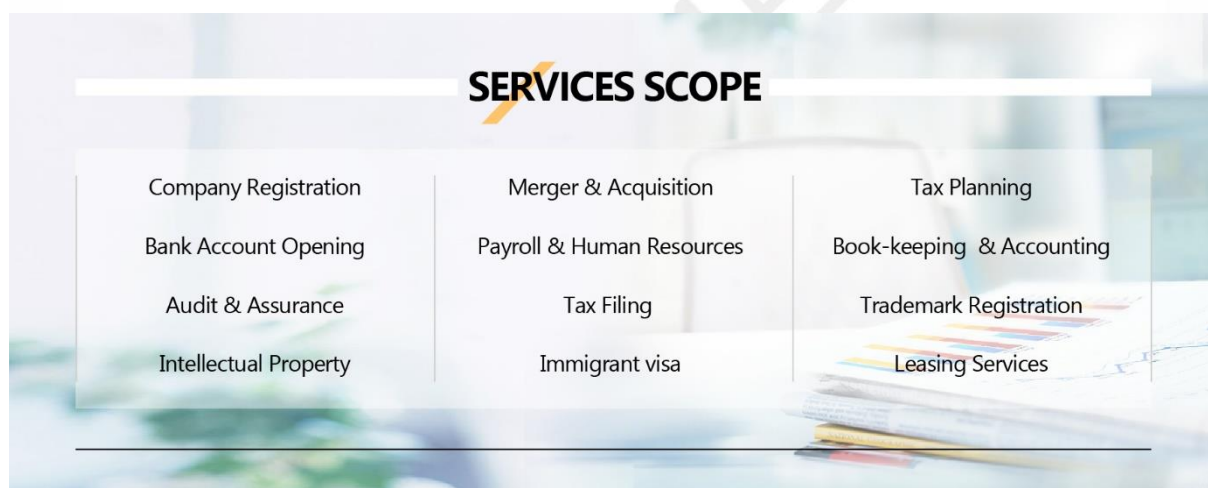 SERVICES SCOPE
Company Registration
Merger & Acquisition
Tax Planning
Bank Account Opening
Payroll & Human Resources
Book-keeping & Accounting
Audit & Assurance
Tax Filing
Trademark Registration
Intellectual Property
Immigrant visa
Leasing Services